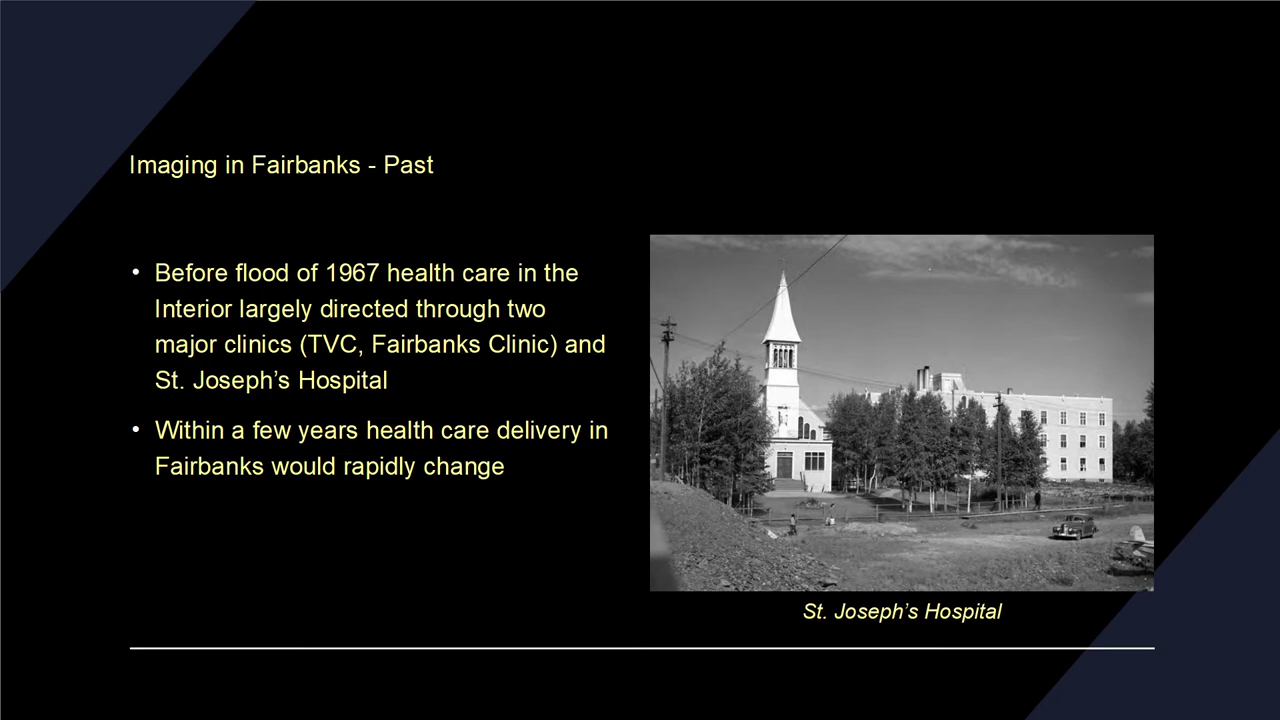 Imaging in Fairbanks - Past
• Before flood of 1967 health care in the
Interior largely directed through two
major clinics (TVC, Fairbanks Clinic) and
St. Joseph’s Hospital
• Within a few years health care delivery in
Fairbanks would rapidly change
St. Joseph’s Hospital